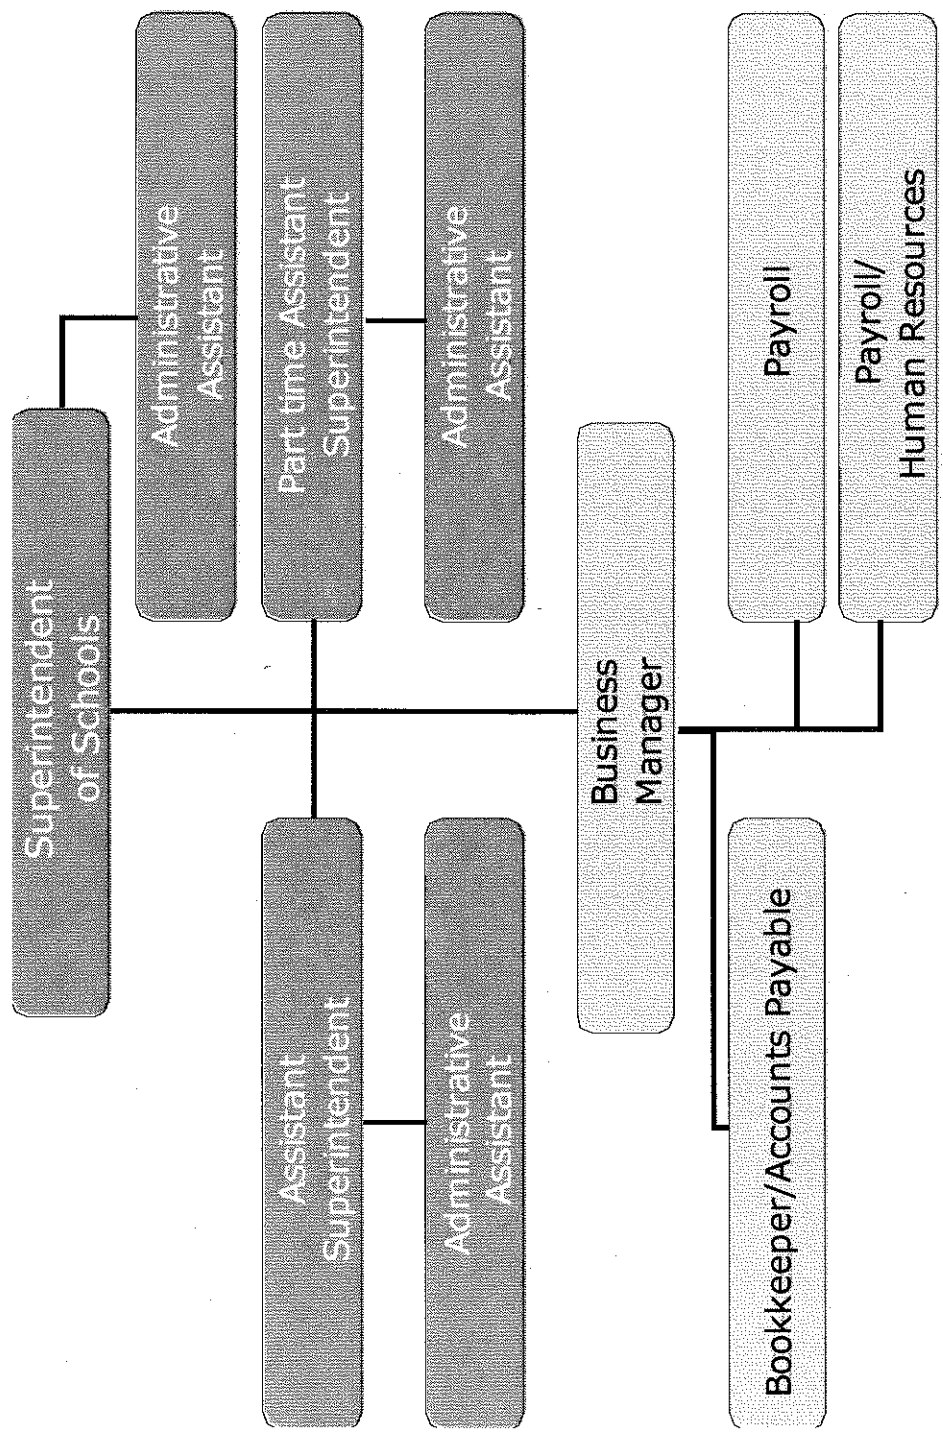 Superintendent
of Schools
Administrative
Assistant
Assistant
Superintendent
Part time Assistant
Superintendent
Administrative
Assistant
Administrative
Assistant
Business
Manager
Bookkeeper/Accounts Payable
Payroll
Payroll/
Human Resources